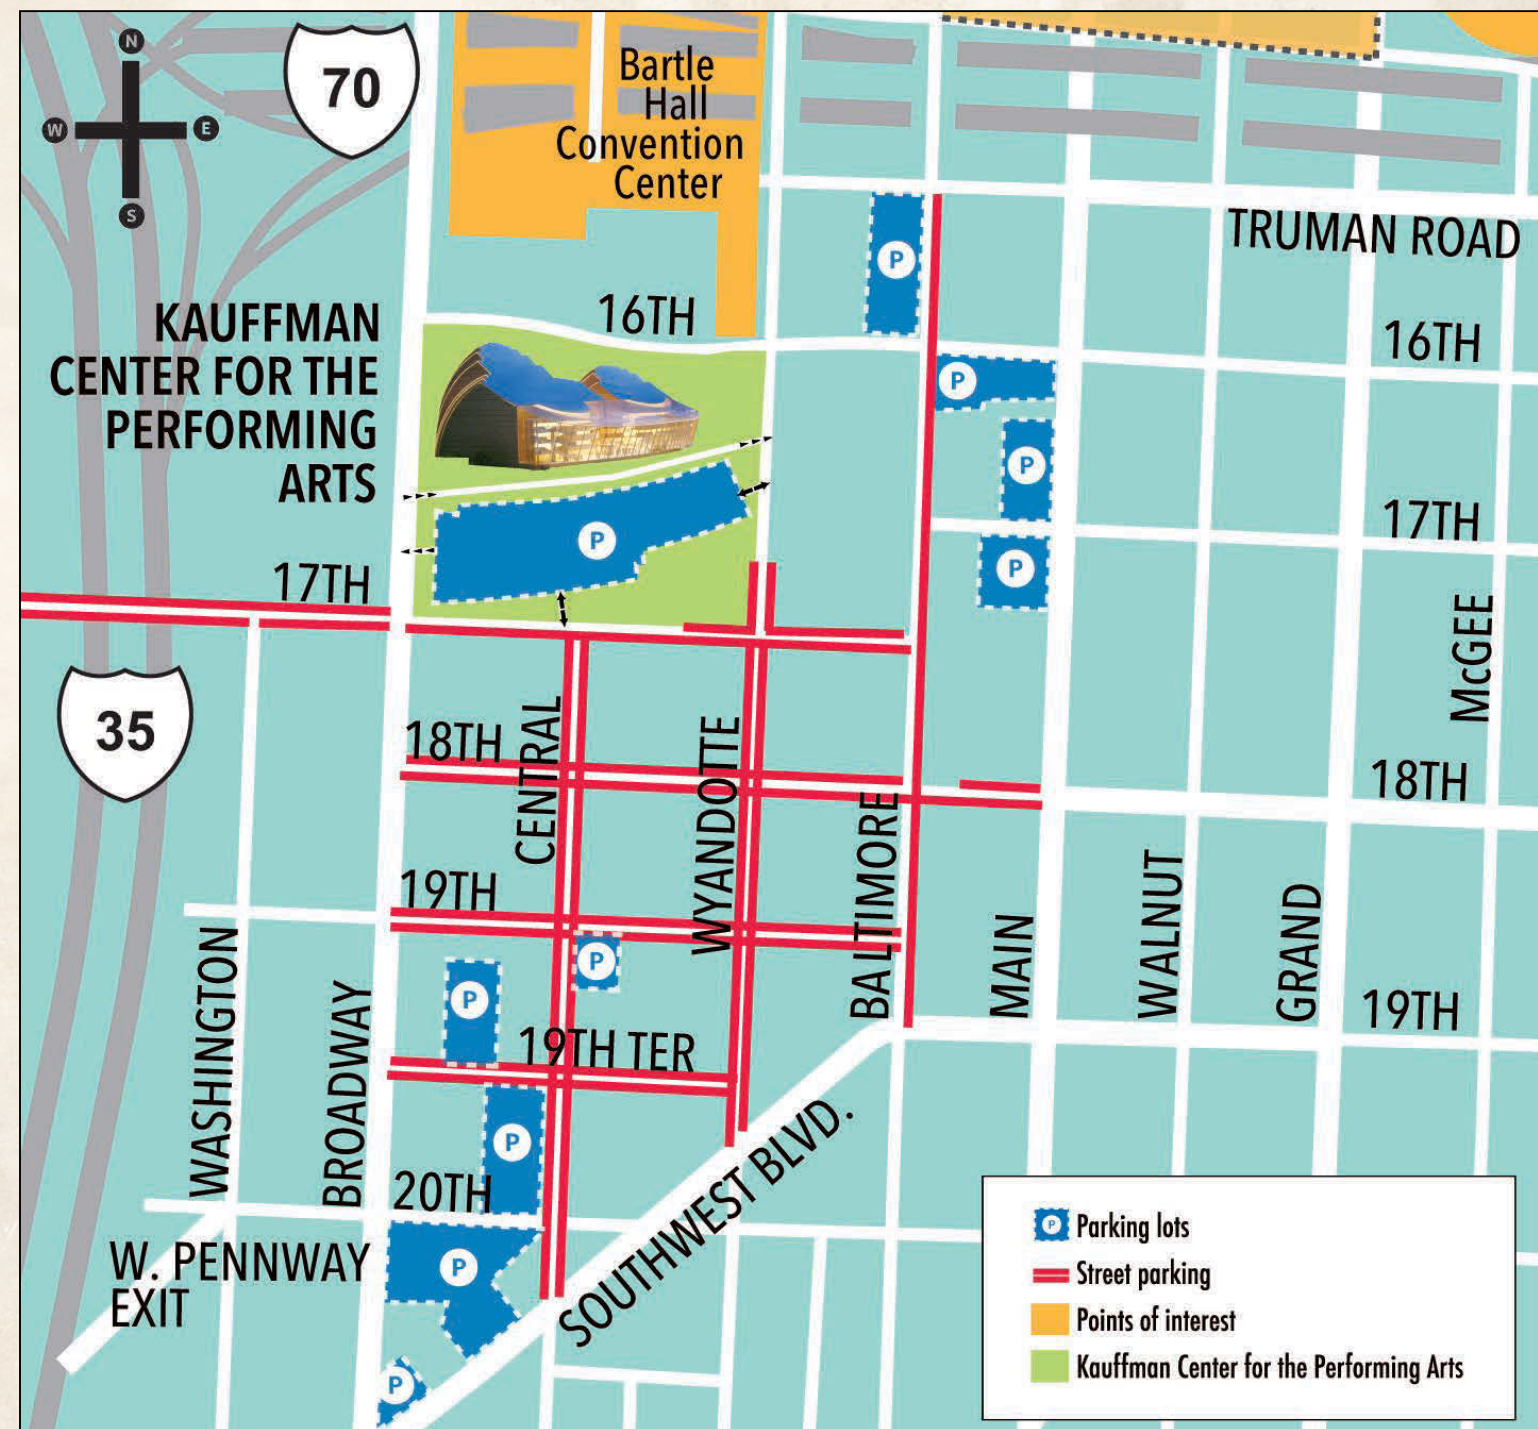 N
W
E
S
70
Bartle
Hall
Convention
Center
P
TRUMAN ROAD
KAUFFMAN
CENTER FOR THE
PERFORMING
ARTS
16TH
16TH
P
P
P
P
17TH
17TH
35
McGEE
18TH
18TH
CENTRAL
WYANDOTTE
BALTIMORE
MAIN
WALNUT
GRAND
19TH
19TH
WASHINGTON
BROADWAY
P
P
19TH TER
P
20TH
SOUTHWEST BLVD.
W. PENNWAY
EXIT
P
P
P Parking lots
Street parking
Points of interest
Kauffman Center for the Performing Arts